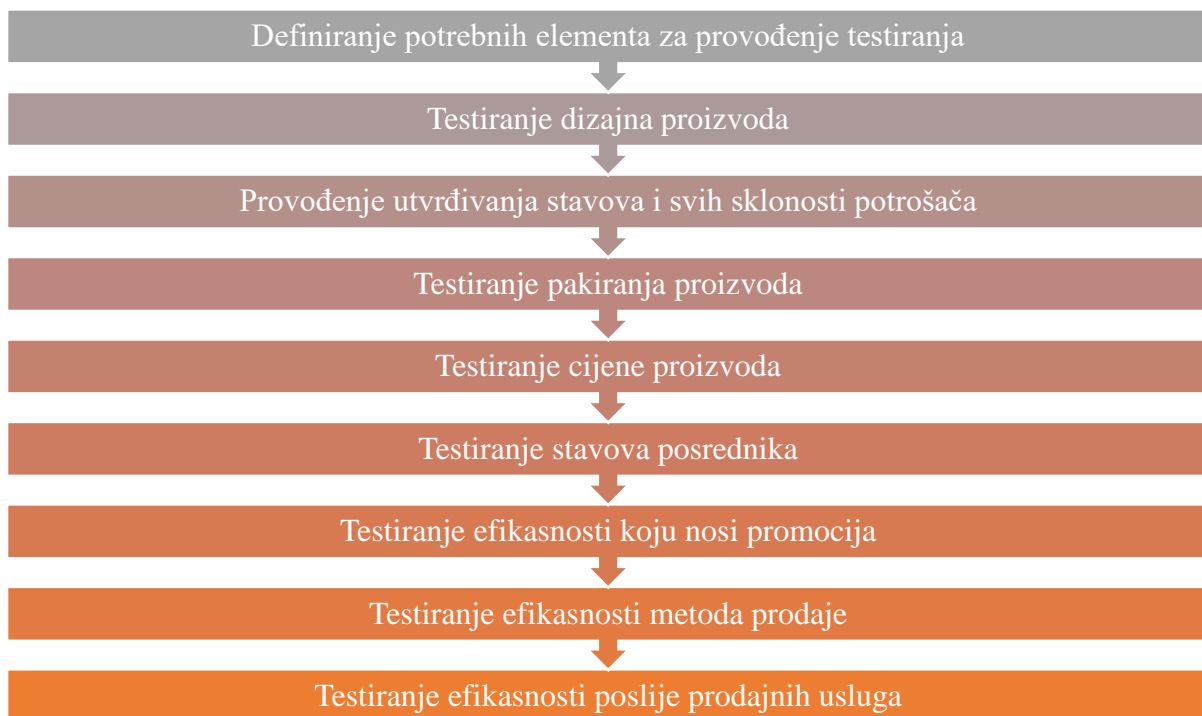 Definiranje potrebnih elementa za provođenje testiranja
Testiranje dizajna proizvoda
Provođenje utvrđivanja stavova i svih sklonosti potrošača
Testiranje pakiranja proizvoda
Testiranje cijene proizvoda
Testiranje stavova posrednika
Testiranje efikasnosti koju nosi promocija
Testiranje efikasnosti metoda prodaje
Testiranje efikasnosti poslije prodajnih usluga